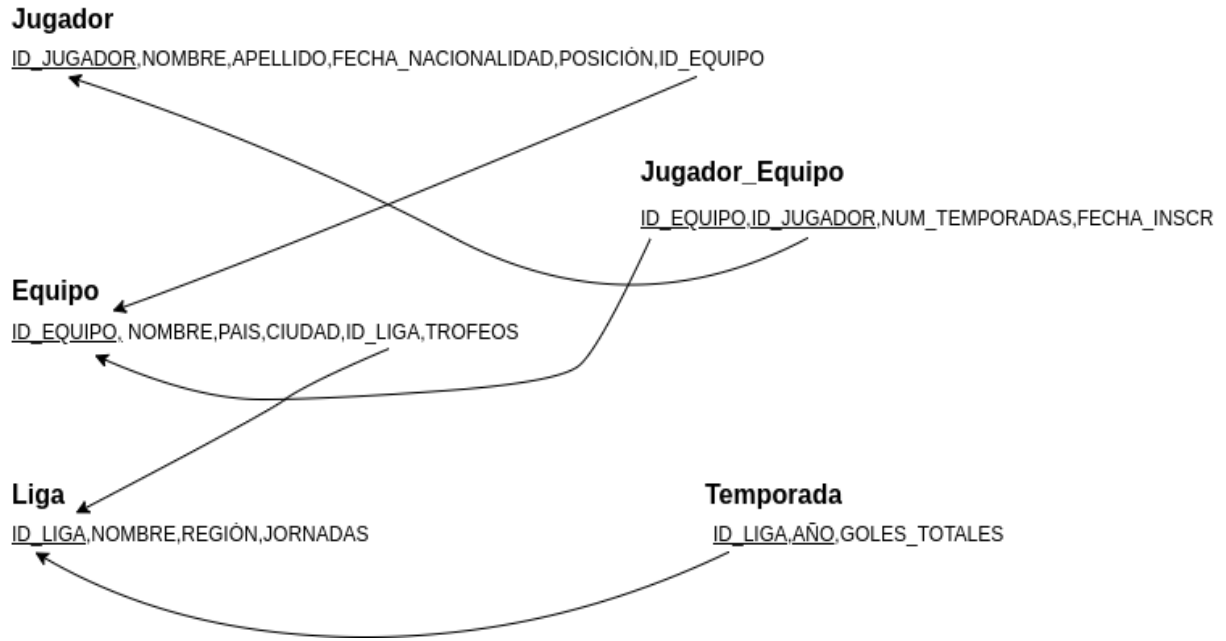 Jugador
ID_JUGADOR,NOMBRE,APELLIDO,FECHA_NACIONALIDAD,POSICIÓN,ID_EQUIPO
Jugador_Equipo
ID_EQUIPO,ID_JUGADOR,NUM_TEMPORADAS,FECHA_INSCR
Equipo
ID_EQUIPO, NOMBRE,PAIS,CIUDAD,ID_LIGA,TROFEOS
Liga
ID_LIGA,NOMBRE,REGIÓN,JORNADAS
Temporada
ID_LIGA,AÑO,GOLES_TOTALES